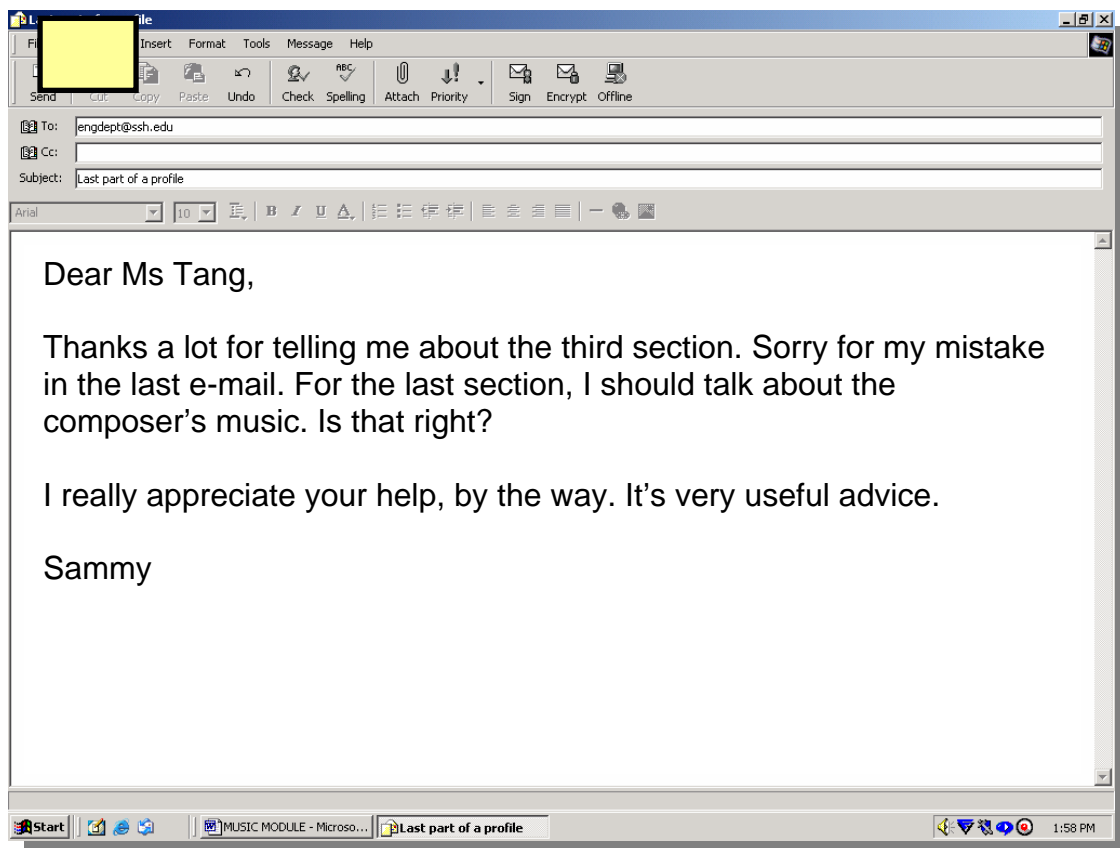 Last part of a profile
Insert Format Tools Message Help
Send Cut Copy Paste Undo Check Spelling Attach Priority Sign Encrypt Offline
To: engdept@ssh.edu
Cc:
Subject: Last part of a profile
Arial 10 B I U A
Dear Ms Tang,
Thanks a lot for telling me about the third section. Sorry for my mistake
in the last e-mail. For the last section, I should talk about the
composer’s music. Is that right?
I really appreciate your help, by the way. It’s very useful advice.
Sammy
Start MUSIC MODULE - Microso... Last part of a profile 1:58 PM